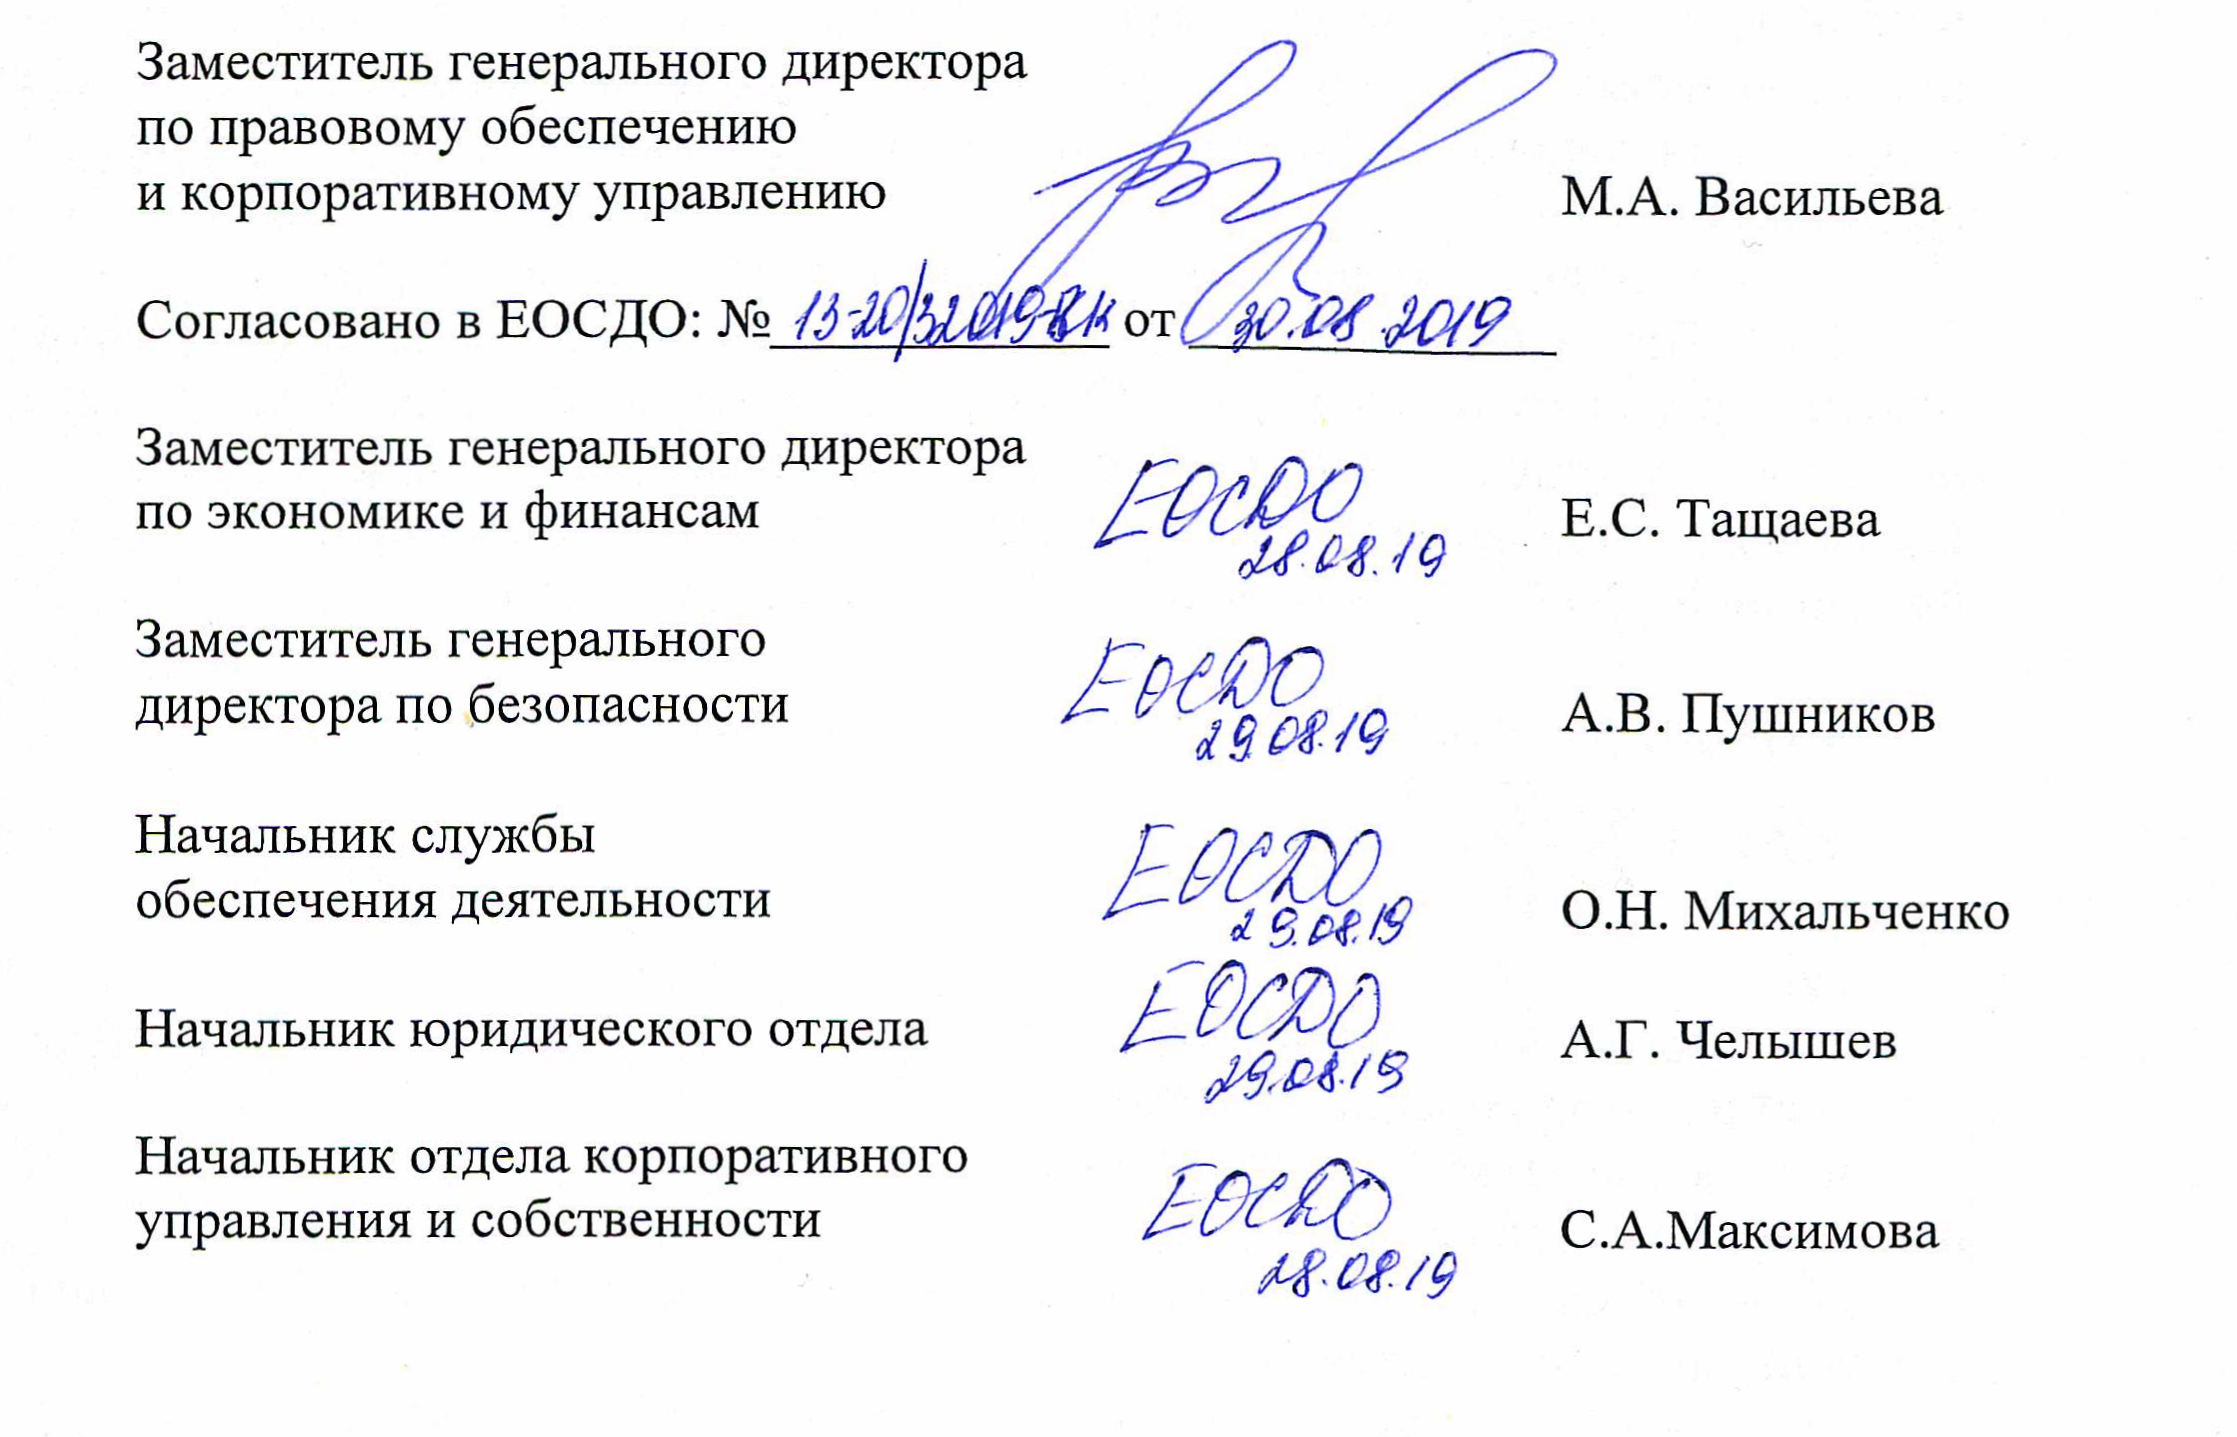 Заместитель генерального директора
по правовому обеспечению
и корпоративному управлению М.А. Васильева
Согласовано в ЕОСДО: № 13-20/32019-ВК от 30.08.2019
Заместитель генерального директора
по экономике и финансам ЕОСДО Е.С. Тащаева
28.08.19
Заместитель генерального
директора по безопасности ЕОСДО А.В. Пушников
29.08.19
Начальник службы
обеспечения деятельности ЕОСДО О.Н. Михальченко
29.08.19
Начальник юридического отдела ЕОСДО А.Г. Челышев
29.08.19
Начальник отдела корпоративного
управления и собственности ЕОСДО С.А.Максимова
28.08.19